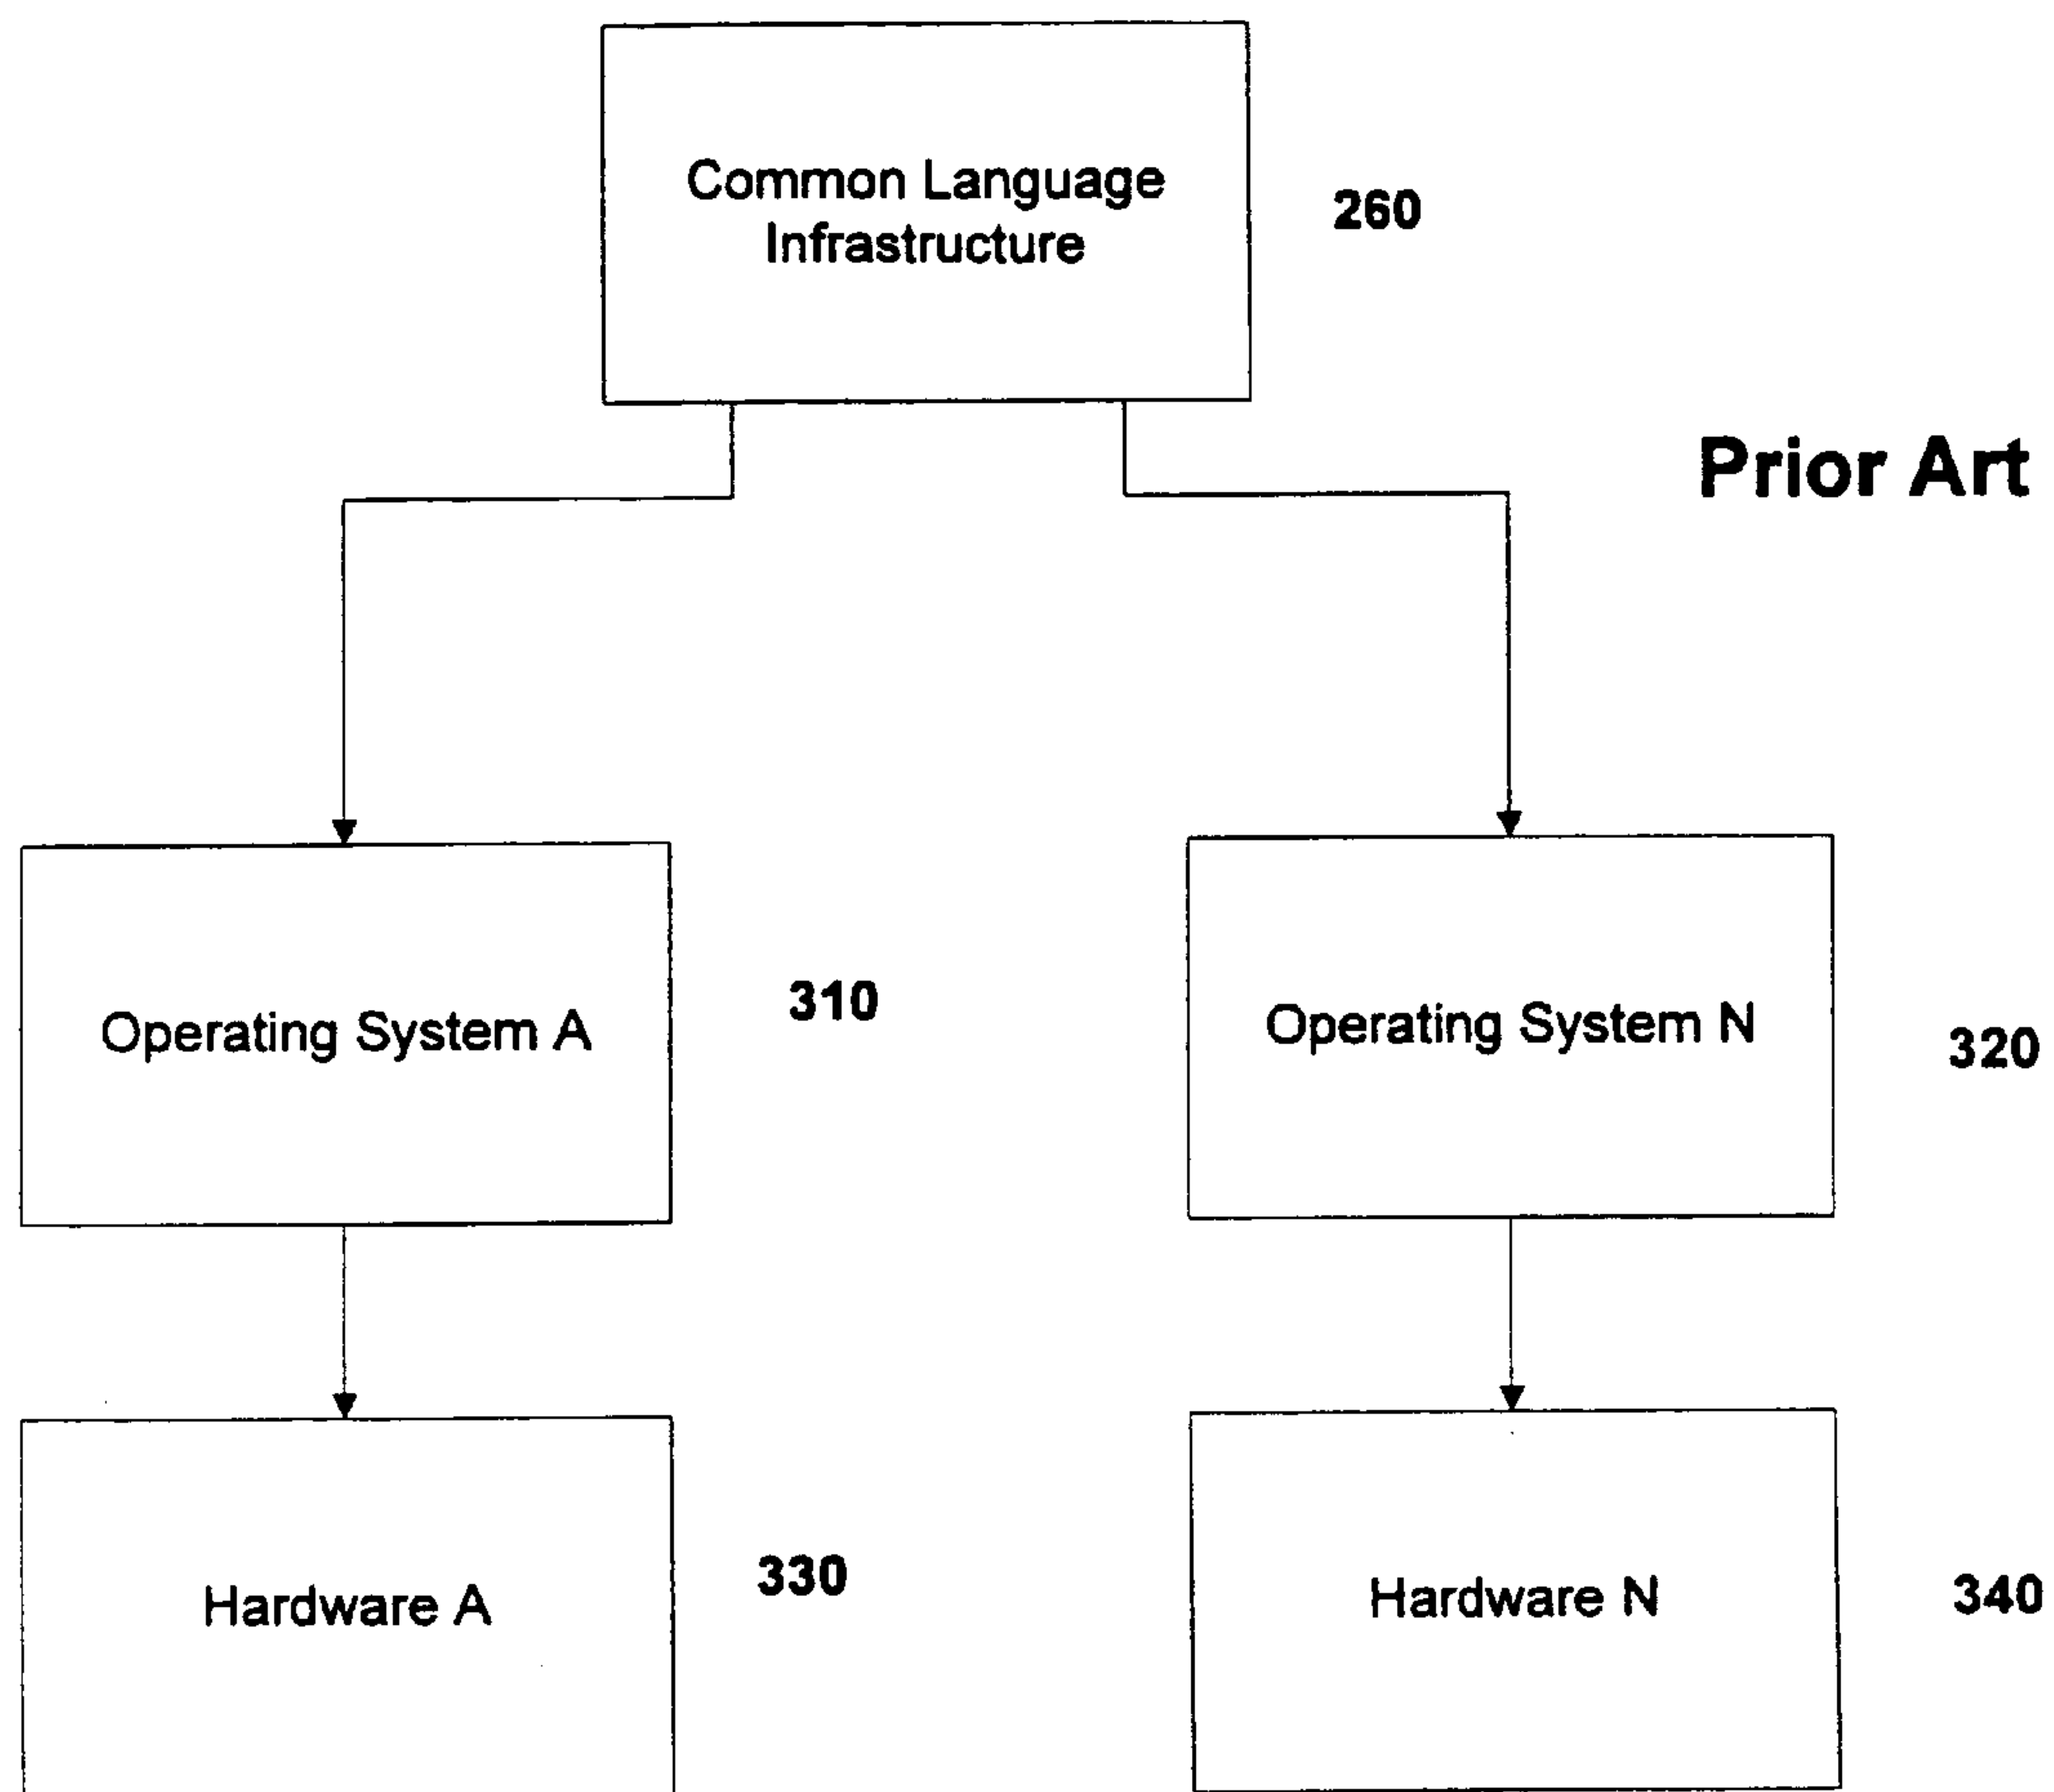 Common Language
Infrastructure
260
Prior Art
Operating System A
310
Operating System N
320
Hardware A
330
Hardware N
340